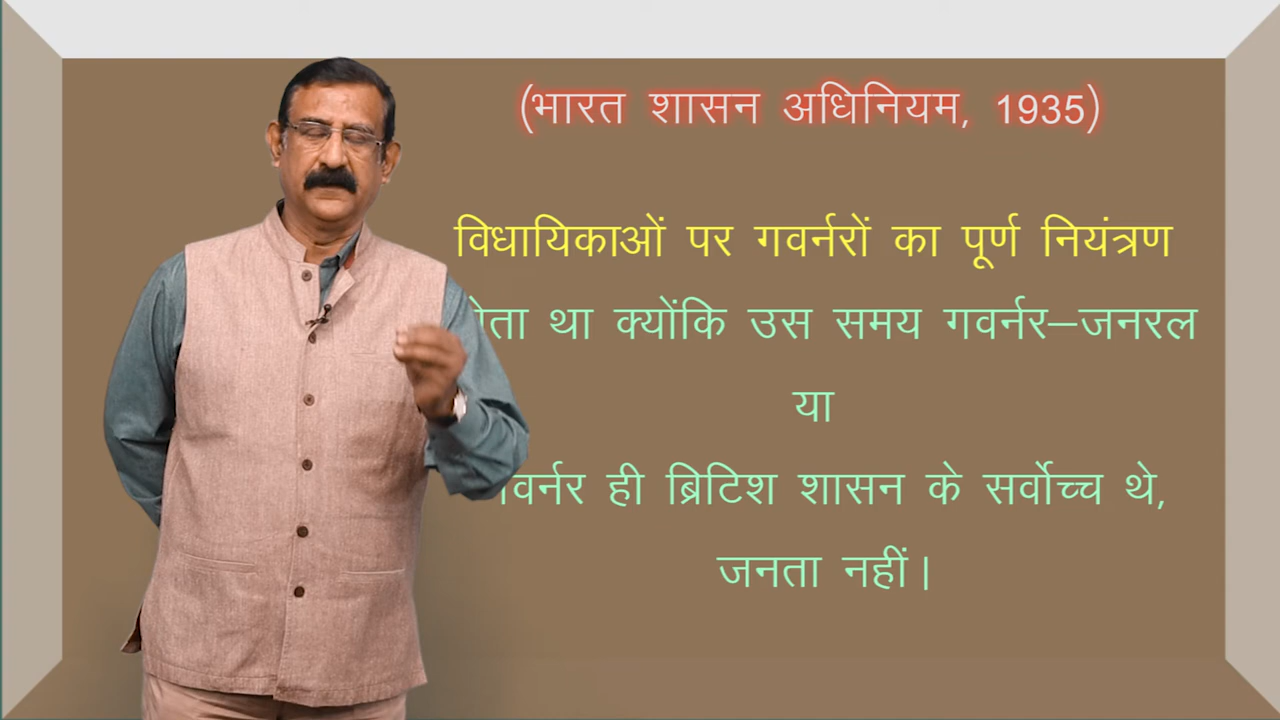 (भारत शासन अधिनियम, 1935)
विधायिकाओं पर गवर्नरों का पूर्ण नियंत्रण
था क्योंकि उस समय गवर्नर–जनरल
या
ही ब्रिटिश शासन के सर्वोच्च थे,
जनता नहीं।